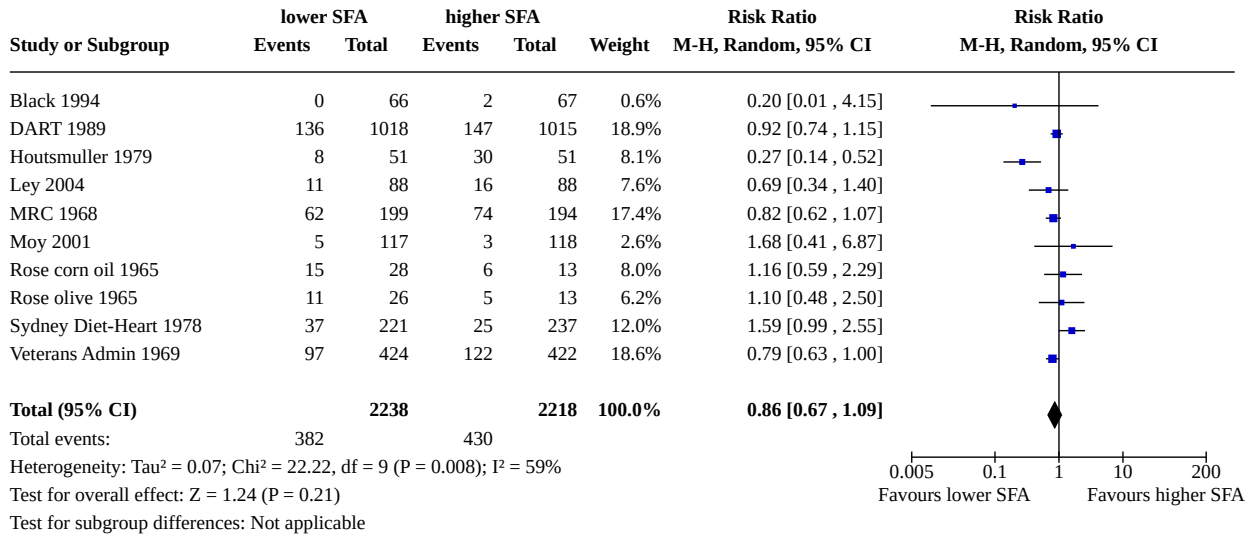 lower SFA higher SFA Risk Ratio Risk Ratio
Study or Subgroup Events Total Events Total Weight M-H, Random, 95% CI M-H, Random, 95% CI
Black 1994 0 66 2 67 0.6% 0.20 [0.01 , 4.15]
DART 1989 136 1018 147 1015 18.9% 0.92 [0.74 , 1.15]
Houtsmuller 1979 8 51 30 51 8.1% 0.27 [0.14 , 0.52]
Ley 2004 11 88 16 88 7.6% 0.69 [0.34 , 1.40]
MRC 1968 62 199 74 194 17.4% 0.82 [0.62 , 1.07]
Moy 2001 5 117 3 118 2.6% 1.68 [0.41 , 6.87]
Rose corn oil 1965 15 28 6 13 8.0% 1.16 [0.59 , 2.29]
Rose olive 1965 11 26 5 13 6.2% 1.10 [0.48 , 2.50]
Sydney Diet-Heart 1978 37 221 25 237 12.0% 1.59 [0.99 , 2.55]
Veterans Admin 1969 97 424 122 422 18.6% 0.79 [0.63 , 1.00]
Total (95% CI) 2238 2218 100.0% 0.86 [0.67 , 1.09]
Total events: 382 430
Heterogeneity: Tau² = 0.07; Chi² = 22.22, df = 9 (P = 0.008); I² = 59%
Test for overall effect: Z = 1.24 (P = 0.21)
Test for subgroup differences: Not applicable
0.005 0.1 1 10 200
Favours lower SFA Favours higher SFA